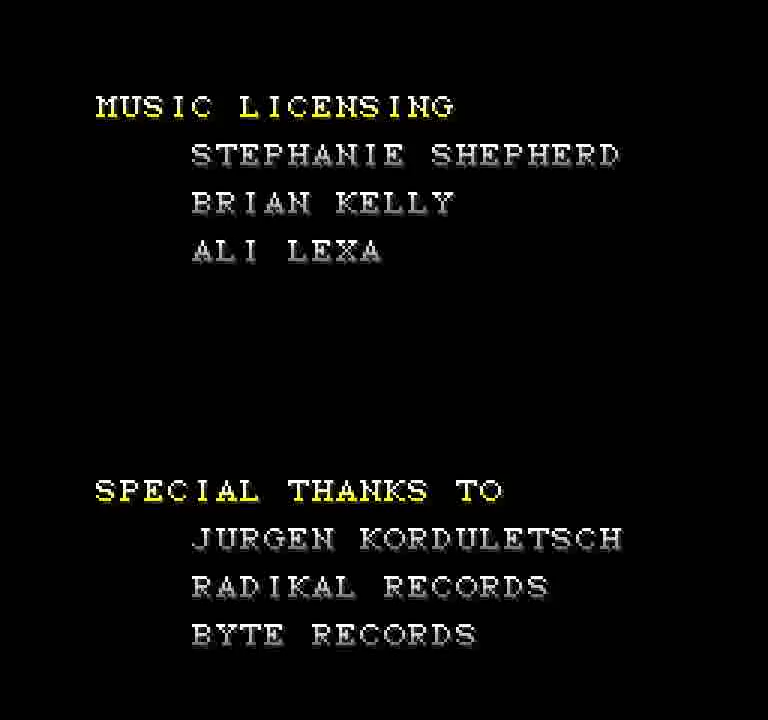 MUSIC LICENSING
STEPHANIE SHEPHERD
BRIAN KELLY
ALI LEXA
SPECIAL THANKS TO
JURGEN KORDULETSCH
RADIKAL RECORDS
BYTE RECORDS